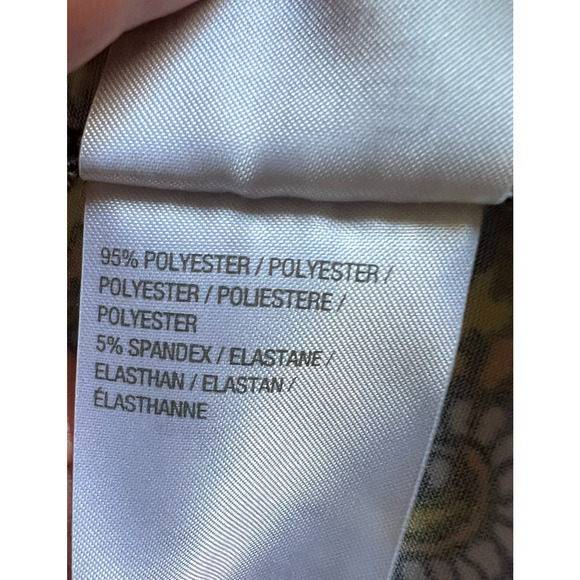 95% POLYESTER / POLYESTER /
POLYESTER / POLIESTERE /
POLYESTER
5% SPANDEX / ELASTANE /
ELASTHAN / ELASTAN /
ÉLASTHANNE